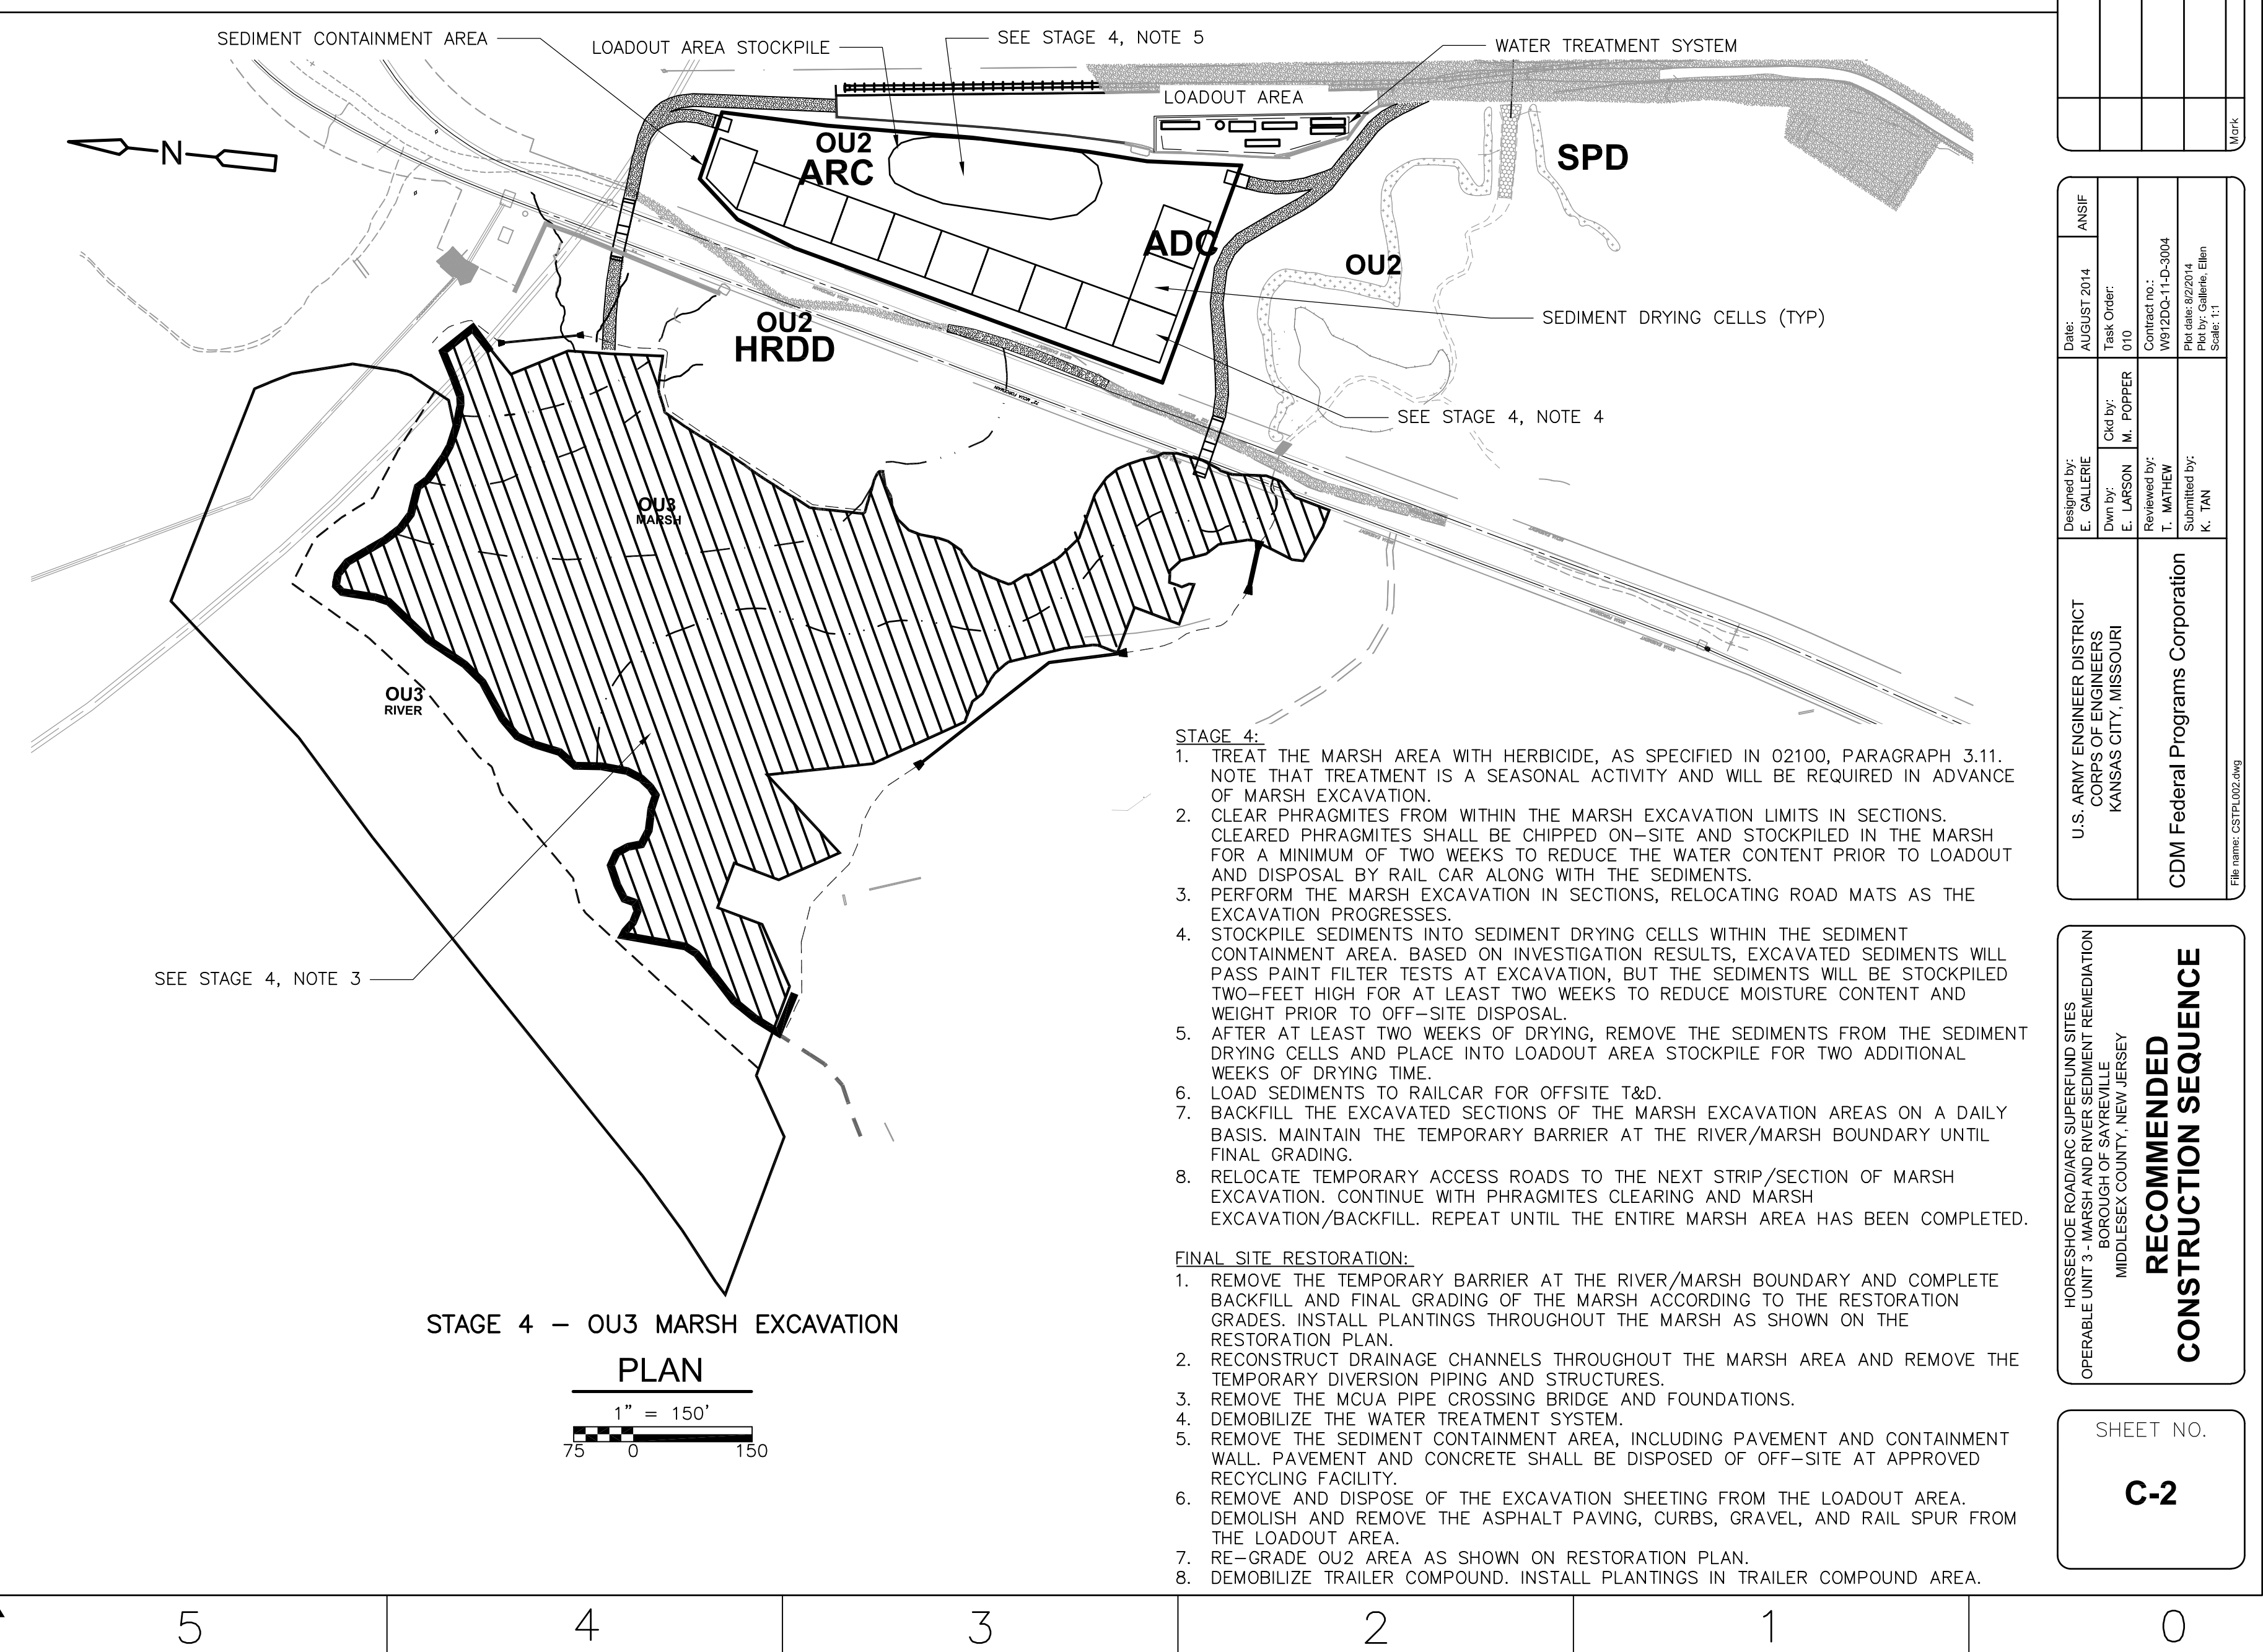 SEDIMENT CONTAINMENT AREA
LOADOUT AREA STOCKPILE
SEE STAGE 4, NOTE 5
WATER TREATMENT SYSTEM
LOADOUT AREA
N
OU2
ARC
SPD
ADC
OU2
OU2
HRDD
SEDIMENT DRYING CELLS (TYP)
SEE STAGE 4, NOTE 4
OU3
MARSH
OU3
RIVER
SEE STAGE 4, NOTE 3
STAGE 4 – OU3 MARSH EXCAVATION
PLAN
1" = 150'
75 0 150
STAGE 4:
1. TREAT THE MARSH AREA WITH HERBICIDE, AS SPECIFIED IN 02100, PARAGRAPH 3.11.
NOTE THAT TREATMENT IS A SEASONAL ACTIVITY AND WILL BE REQUIRED IN ADVANCE
OF MARSH EXCAVATION.
2. CLEAR PHRAGMITES FROM WITHIN THE MARSH EXCAVATION LIMITS IN SECTIONS.
CLEARED PHRAGMITES SHALL BE CHIPPED ON–SITE AND STOCKPILED IN THE MARSH
FOR A MINIMUM OF TWO WEEKS TO REDUCE THE WATER CONTENT PRIOR TO LOADOUT
AND DISPOSAL BY RAIL CAR ALONG WITH THE SEDIMENTS.
3. PERFORM THE MARSH EXCAVATION IN SECTIONS, RELOCATING ROAD MATS AS THE
EXCAVATION PROGRESSES.
4. STOCKPILE SEDIMENTS INTO SEDIMENT DRYING CELLS WITHIN THE SEDIMENT
CONTAINMENT AREA. BASED ON INVESTIGATION RESULTS, EXCAVATED SEDIMENTS WILL
PASS PAINT FILTER TESTS AT EXCAVATION, BUT THE SEDIMENTS WILL BE STOCKPILED
TWO–FEET HIGH FOR AT LEAST TWO WEEKS TO REDUCE MOISTURE CONTENT AND
WEIGHT PRIOR TO OFF–SITE DISPOSAL.
5. AFTER AT LEAST TWO WEEKS OF DRYING, REMOVE THE SEDIMENTS FROM THE SEDIMENT
DRYING CELLS AND PLACE INTO LOADOUT AREA STOCKPILE FOR TWO ADDITIONAL
WEEKS OF DRYING TIME.
6. LOAD SEDIMENTS TO RAILCAR FOR OFFSITE T&D.
7. BACKFILL THE EXCAVATED SECTIONS OF THE MARSH EXCAVATION AREAS ON A DAILY
BASIS. MAINTAIN THE TEMPORARY BARRIER AT THE RIVER/MARSH BOUNDARY UNTIL
FINAL GRADING.
8. RELOCATE TEMPORARY ACCESS ROADS TO THE NEXT STRIP/SECTION OF MARSH
EXCAVATION. CONTINUE WITH PHRAGMITES CLEARING AND MARSH
EXCAVATION/BACKFILL. REPEAT UNTIL THE ENTIRE MARSH AREA HAS BEEN COMPLETED.
FINAL SITE RESTORATION:
1. REMOVE THE TEMPORARY BARRIER AT THE RIVER/MARSH BOUNDARY AND COMPLETE
BACKFILL AND FINAL GRADING OF THE MARSH ACCORDING TO THE RESTORATION
GRADES. INSTALL PLANTINGS THROUGHOUT THE MARSH AS SHOWN ON THE
RESTORATION PLAN.
2. RECONSTRUCT DRAINAGE CHANNELS THROUGHOUT THE MARSH AREA AND REMOVE THE
TEMPORARY DIVERSION PIPING AND STRUCTURES.
3. REMOVE THE MCUA PIPE CROSSING BRIDGE AND FOUNDATIONS.
4. DEMOBILIZE THE WATER TREATMENT SYSTEM.
5. REMOVE THE SEDIMENT CONTAINMENT AREA, INCLUDING PAVEMENT AND CONTAINMENT
WALL. PAVEMENT AND CONCRETE SHALL BE DISPOSED OF OFF–SITE AT APPROVED
RECYCLING FACILITY.
6. REMOVE AND DISPOSE OF THE EXCAVATION SHEETING FROM THE LOADOUT AREA.
DEMOLISH AND REMOVE THE ASPHALT PAVING, CURBS, GRAVEL, AND RAIL SPUR FROM
THE LOADOUT AREA.
7. RE–GRADE OU2 AREA AS SHOWN ON RESTORATION PLAN.
8. DEMOBILIZE TRAILER COMPOUND. INSTALL PLANTINGS IN TRAILER COMPOUND AREA.
Mark
Date:
AUGUST 2014
ANSIF
Task Order:
010
Contract no.:
W912DQ-11-D-3004
Plot date: 8/2/2014
Plot by: Gallerie, Ellen
Scale: 1:1
Designed by:
E. GALLERIE
Dwn by:
E. LARSON
Ckd by:
M. POPPER
Reviewed by:
T. MATHEW
Submitted by:
K. TAN
U.S. ARMY ENGINEER DISTRICT
CORPS OF ENGINEERS
KANSAS CITY, MISSOURI
CDM Federal Programs Corporation
File name: CSTPL002.dwg
HORSESHOE ROAD/ARC SUPERFUND SITES
OPERABLE UNIT 3 - MARSH AND RIVER SEDIMENT REMEDIATION
BOROUGH OF SAYREVILLE
MIDDLESEX COUNTY, NEW JERSEY
RECOMMENDED
CONSTRUCTION SEQUENCE
SHEET NO.
C-2
5 4 3 2 1 0